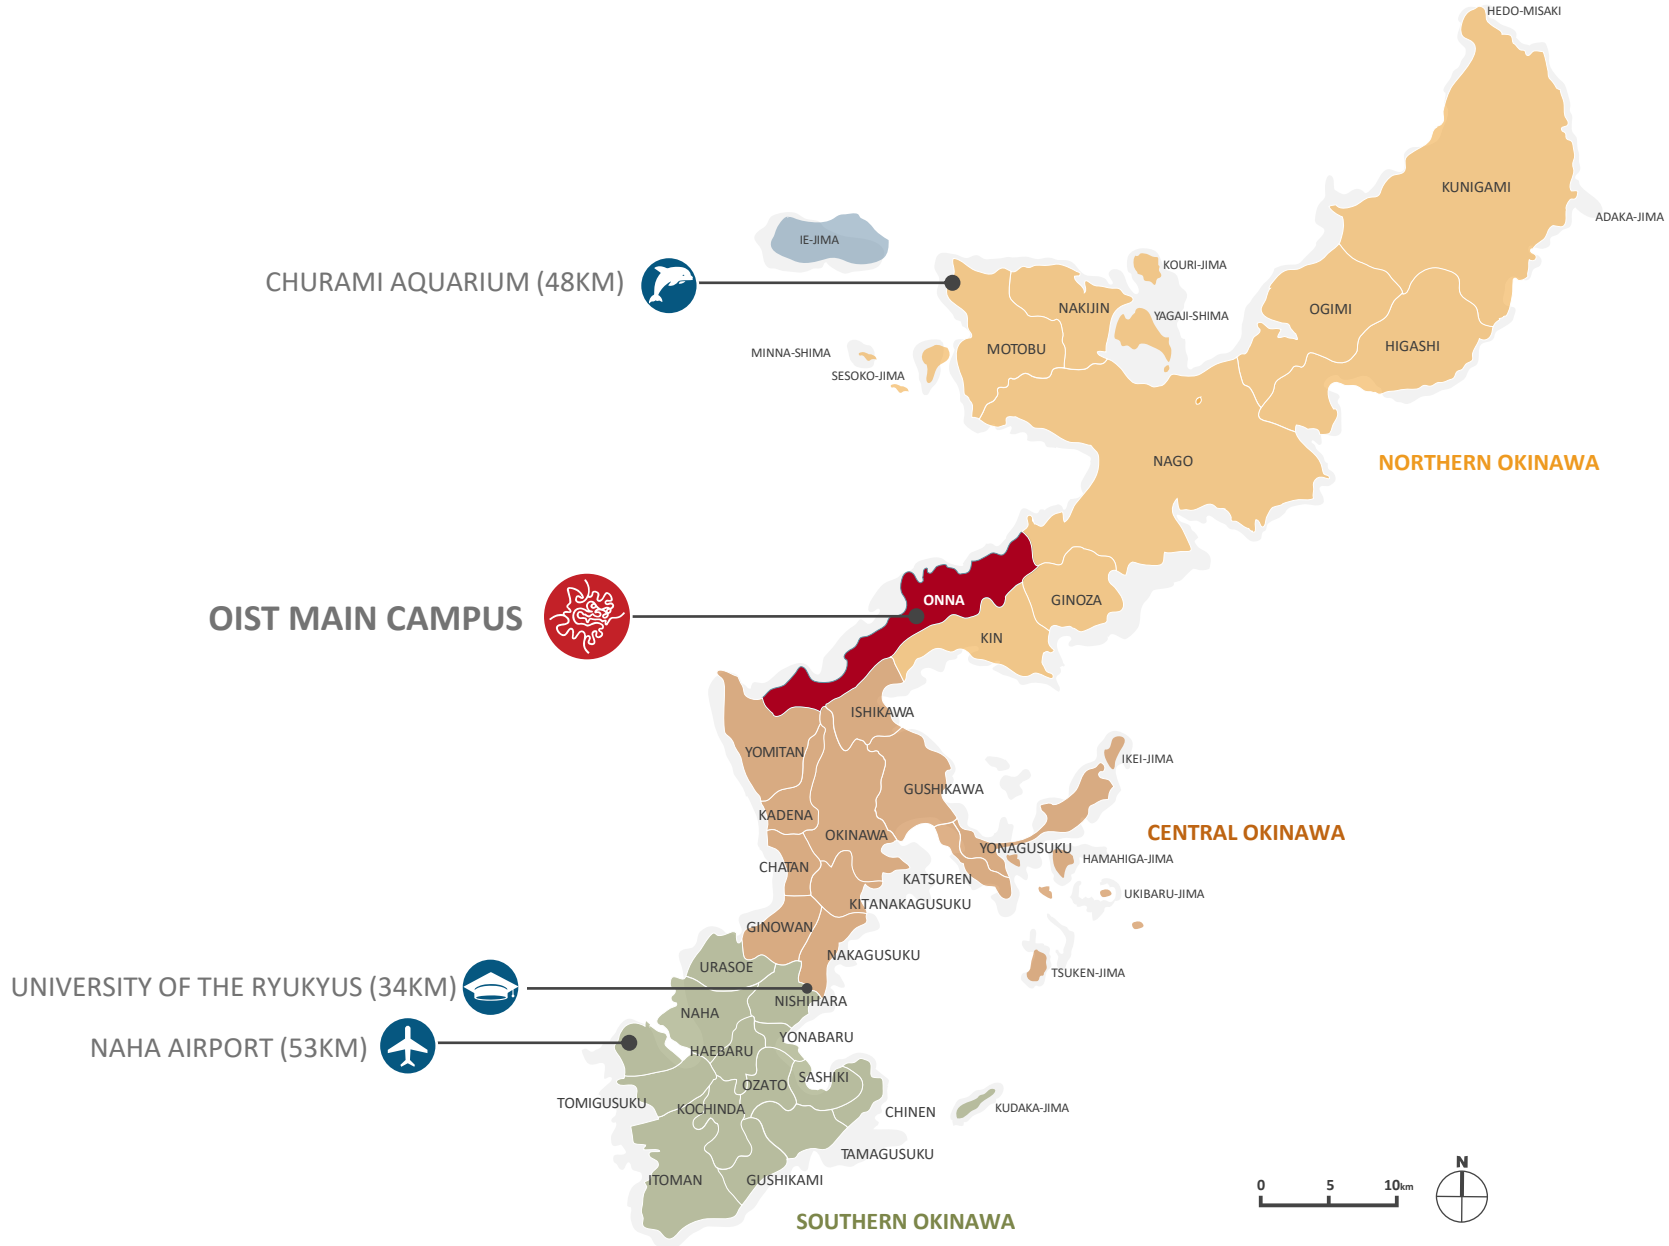 HEDO-MISAKI
KUNIGAMI
ADAKA-JIMA
IE-JIMA
KOURI-JIMA
CHURAMI AQUARIUM (48KM)
NAKIJIN
OGIMI
YAGAJI-SHIMA
HIGASHI
MOTOBU
MINNA-SHIMA
SESOKO-JIMA
NAGO
NORTHERN OKINAWA
ONNA
GINOZA
OIST MAIN CAMPUS
KIN
ISHIKAWA
YOMITAN
IKEI-JIMA
GUSHIKAWA
KADENA
OKINAWA
CENTRAL OKINAWA
YONAGUSUKU
HAMAHIGA-JIMA
CHATAN
KATSUREN
UKIBARU-JIMA
KITANAKAGUSUKU
GINOWAN
NAKAGUSUKU
URASOE
TSUKEN-JIMA
UNIVERSITY OF THE RYUKYUS (34KM)
NISHIHARA
NAHA
YONABARU
NAHA AIRPORT (53KM)
HAEBARU
SASHIKI
OZATO
TOMIGUSUKU
KOCHINDA
CHINEN
KUDAKA-JIMA
TAMAGUSUKU
ITOMAN
GUSHIKAMI
N
0 5 10km
SOUTHERN OKINAWA